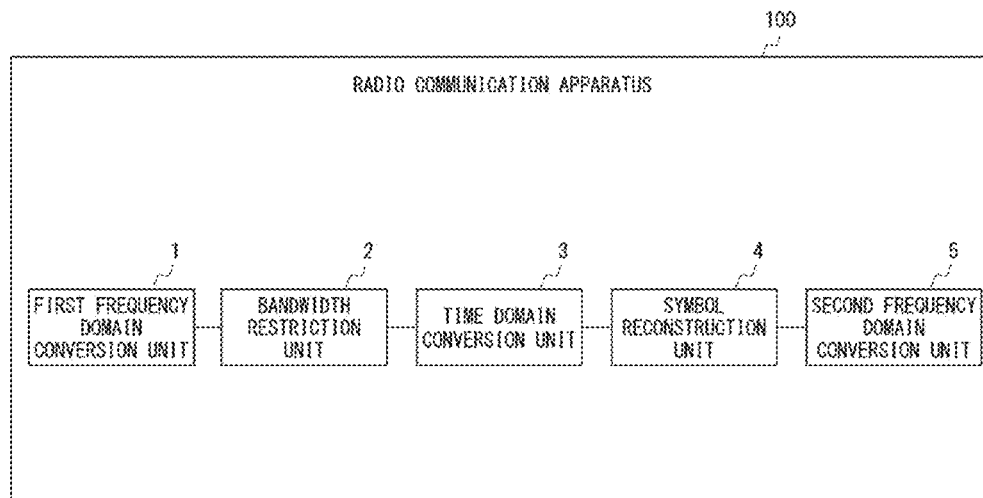 100
RADIO COMMUNICATION APPARATUS
1
2
3
4
5
FIRST FREQUENCY
DOMAIN
CONVERSION UNIT
BANDWIDTH
RESTRICTION
UNIT
TIME DOMAIN
CONVERSION UNIT
SYMBOL
RECONSTRUCTION
UNIT
SECOND FREQUENCY
DOMAIN
CONVERSION UNIT